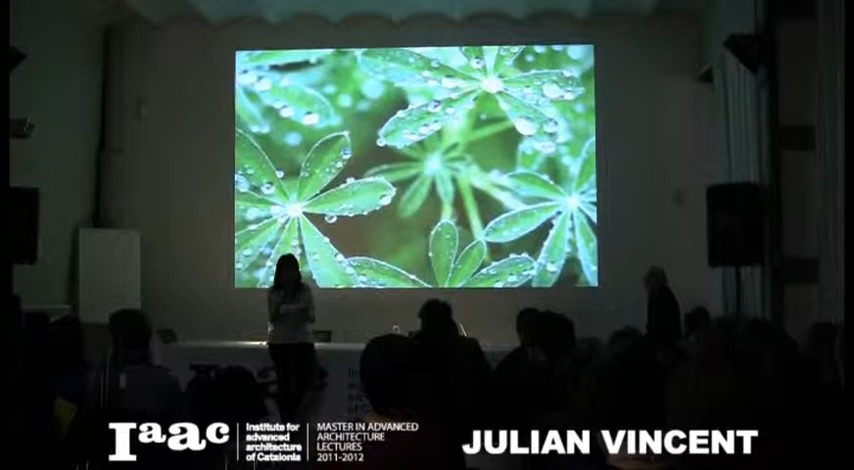 Iaac
Institute for
advanced
architecture
of Catalonia
MASTER IN ADVANCED
ARCHITECTURE
LECTURES
2011-2012
JULIAN VINCENT